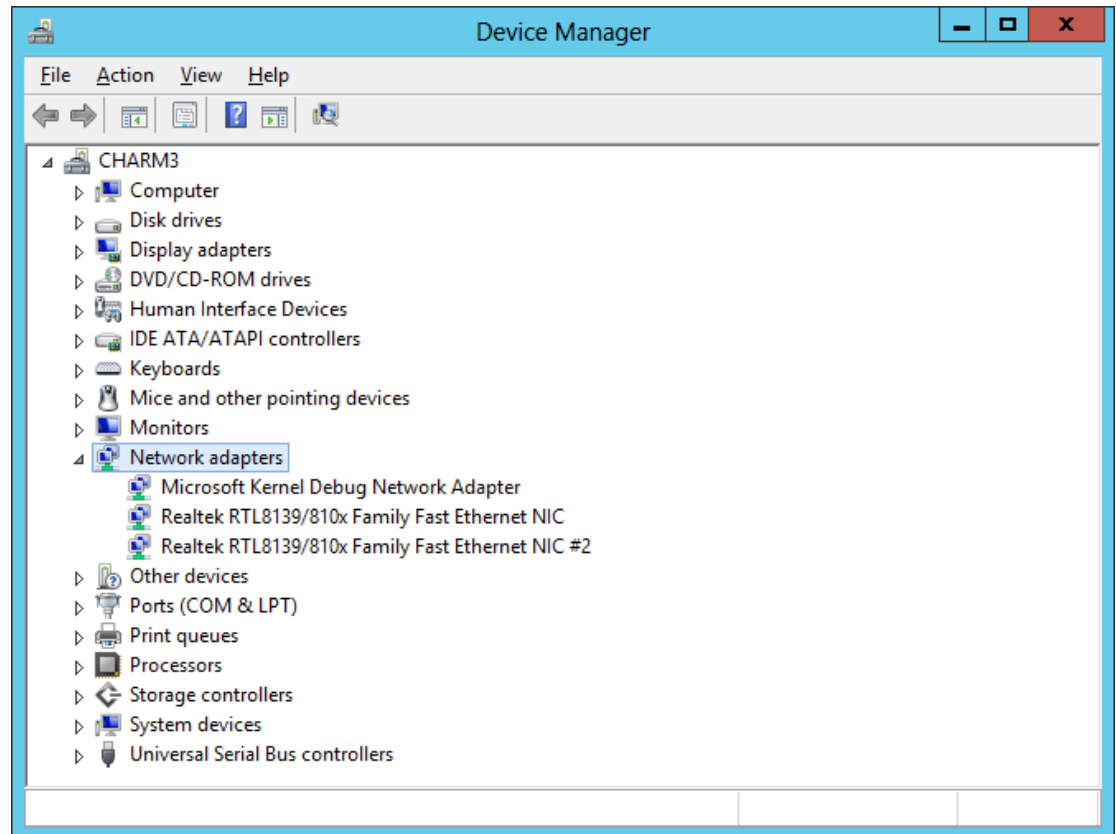 Device Manager
File Action View Help
CHARM3
Computer
Disk drives
Display adapters
DVD/CD-ROM drives
Human Interface Devices
IDE ATA/ATAPI controllers
Keyboards
Mice and other pointing devices
Monitors
Network adapters
Microsoft Kernel Debug Network Adapter
Realtek RTL8139/810x Family Fast Ethernet NIC
Realtek RTL8139/810x Family Fast Ethernet NIC #2
Other devices
Ports (COM & LPT)
Print queues
Processors
Storage controllers
System devices
Universal Serial Bus controllers